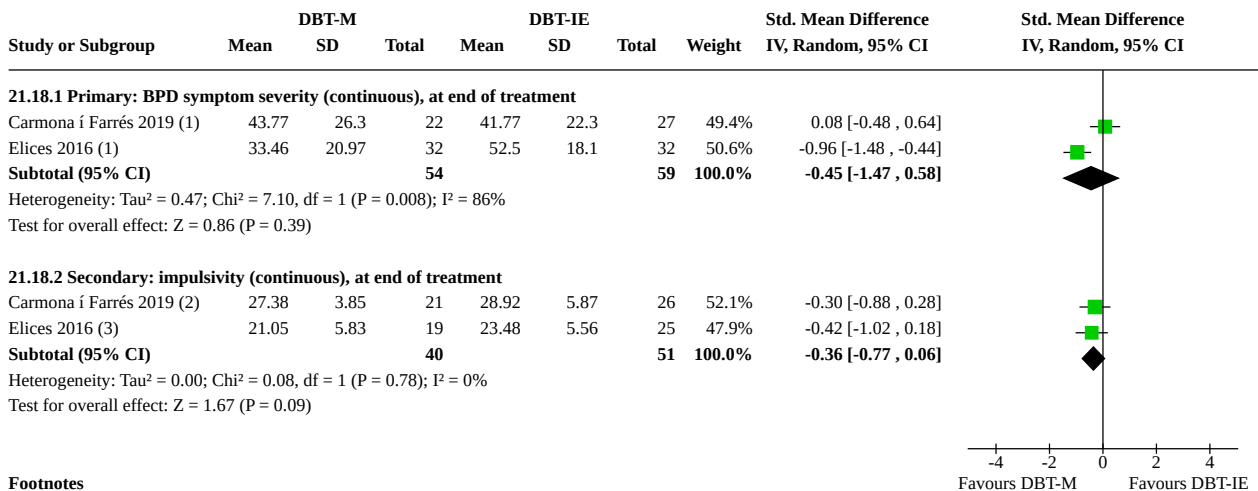 DBT-M DBT-IE Std. Mean Difference Std. Mean Difference
Study or Subgroup Mean SD Total Mean SD Total Weight IV, Random, 95% CI IV, Random, 95% CI
21.18.1 Primary: BPD symptom severity (continuous), at end of treatment
Carmona í Farrés 2019 (1) 43.77 26.3 22 41.77 22.3 27 49.4% 0.08 [-0.48 , 0.64]
Elices 2016 (1) 33.46 20.97 32 52.5 18.1 32 50.6% -0.96 [-1.48 , -0.44]
Subtotal (95% CI) 54 59 100.0% -0.45 [-1.47 , 0.58]
Heterogeneity: Tau² = 0.47; Chi² = 7.10, df = 1 (P = 0.008); I² = 86%
Test for overall effect: Z = 0.86 (P = 0.39)
21.18.2 Secondary: impulsivity (continuous), at end of treatment
Carmona í Farrés 2019 (2) 27.38 3.85 21 28.92 5.87 26 52.1% -0.30 [-0.88 , 0.28]
Elices 2016 (3) 21.05 5.83 19 23.48 5.56 25 47.9% -0.42 [-1.02 , 0.18]
Subtotal (95% CI) 40 51 100.0% -0.36 [-0.77 , 0.06]
Heterogeneity: Tau² = 0.00; Chi² = 0.08, df = 1 (P = 0.78); I² = 0%
Test for overall effect: Z = 1.67 (P = 0.09)
-4 -2 0 2 4
Footnotes Favours DBT-M Favours DBT-IE